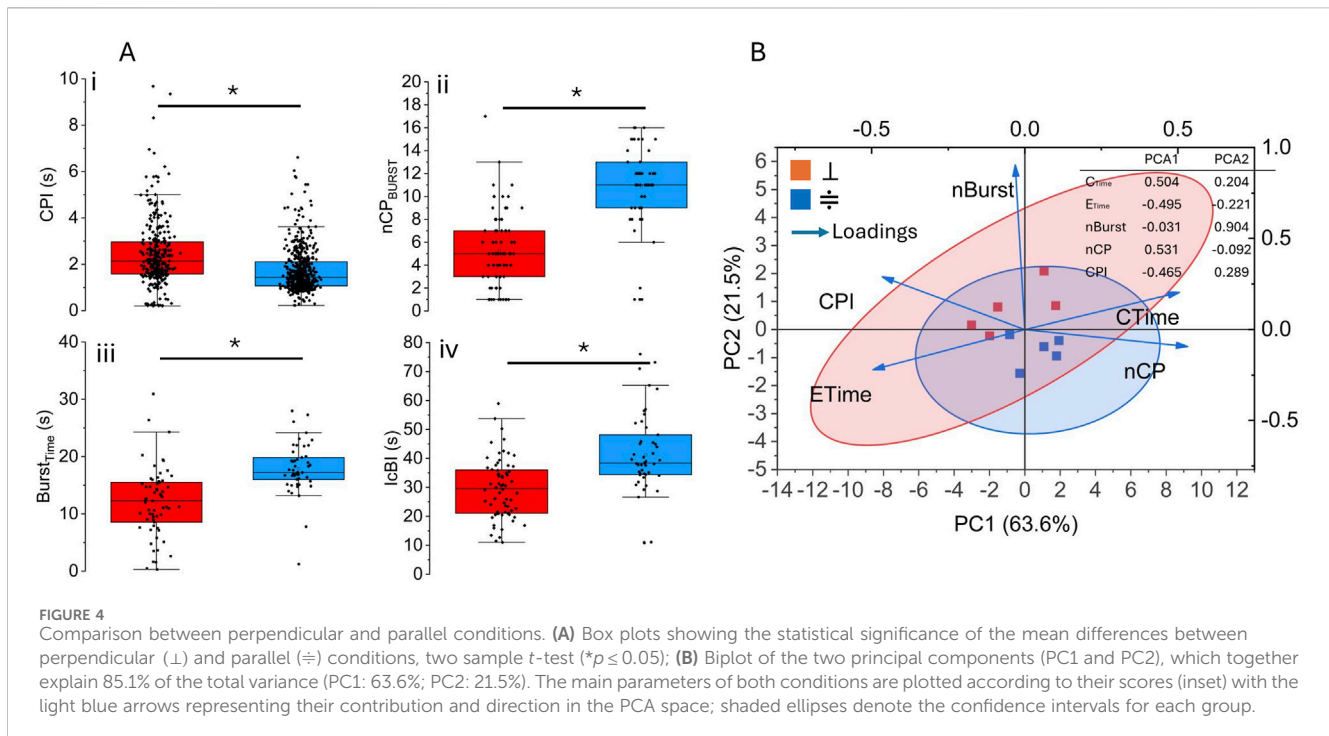 A
i
CPI (s)
10
8
6
4
2
0
*
ii
nCP_BURST
20
18
16
14
12
10
8
6
4
2
0
*
iii
Burst_Time (s)
40
30
20
10
0
*
iv
IcBI (s)
80
70
60
50
40
30
20
10
0
*
B
-0.5 0.0 0.5
⊥
≑
Loadings
PCA1 PCA2
CTime 0.504 0.204
ETime -0.495 -0.221
nBurst -0.031 0.904
nCP 0.531 -0.092
CPI -0.465 0.289
nBurst
CPI
CTime
nCP
ETime
PC2 (21.5%)
6
5
4
3
2
1
0
-1
-2
-3
-4
-5
1.0
0.5
0.0
-0.5
-14 -12 -10 -8 -6 -4 -2 0 2 4 6 8 10 12
PC1 (63.6%)
FIGURE 4
Comparison between perpendicular and parallel conditions. (A) Box plots showing the statistical significance of the mean differences between
perpendicular (⊥) and parallel (≑) conditions, two sample t-test (*p ≤ 0.05); (B) Biplot of the two principal components (PC1 and PC2), which together
explain 85.1% of the total variance (PC1: 63.6%; PC2: 21.5%). The main parameters of both conditions are plotted according to their scores (inset) with the
light blue arrows representing their contribution and direction in the PCA space; shaded ellipses denote the confidence intervals for each group.